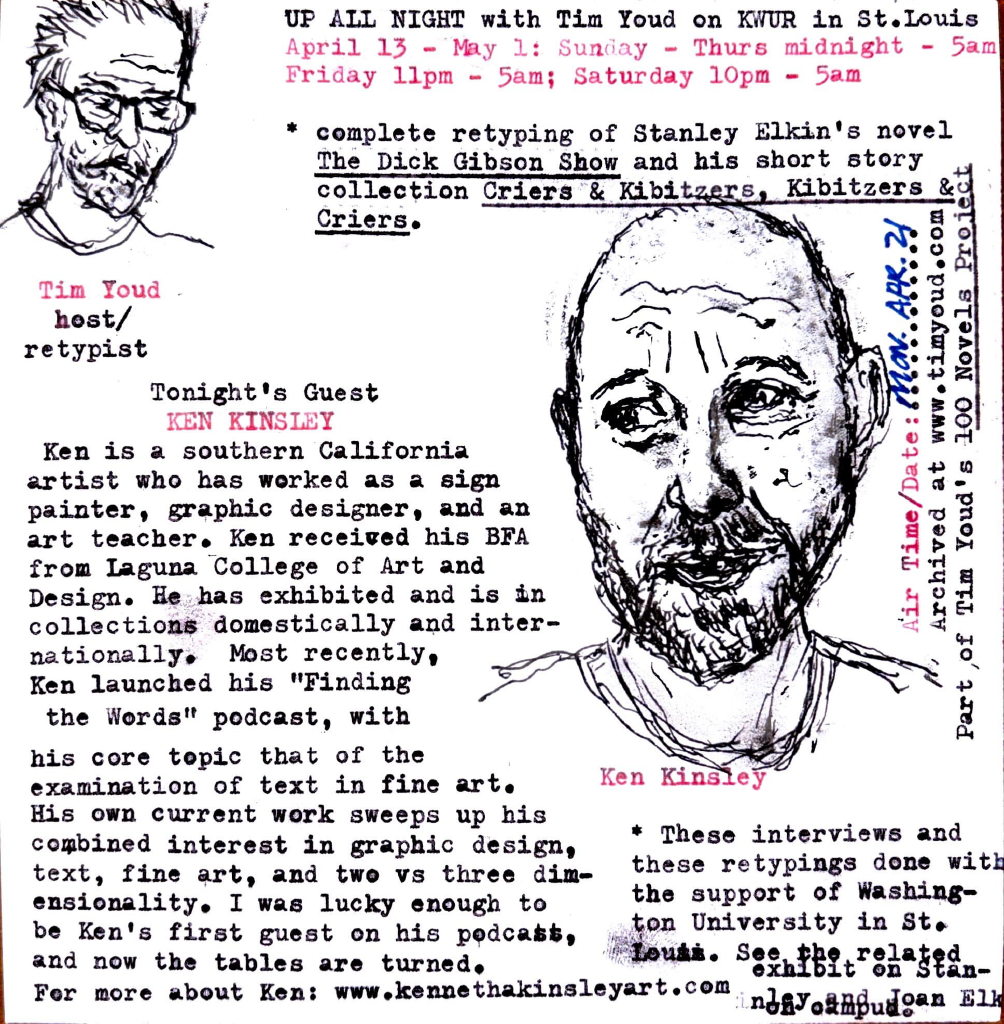 UP ALL NIGHT with Tim Youd on KWUR in St.Louis
April 13 - May 1: Sunday - Thurs midnight - 5am
Friday 11pm - 5am; Saturday 10pm - 5am
* complete retyping of Stanley Elkin's novel
The Dick Gibson Show and his short story
collection Criers & Kibitzers, Kibitzers &
Criers.
Tim Youd
host/
retypist
Tonight's Guest
KEN KINSLEY
Ken is a southern California
artist who has worked as a sign
painter, graphic designer, and an
art teacher. Ken received his BFA
from Laguna College of Art and
Design. He has exhibited and is in
collections domestically and inter-
nationally. Most recently,
Ken launched his "Finding
the Words" podcast, with
his core topic that of the
examination of text in fine art.
His own current work sweeps up his
combined interest in graphic design,
text, fine art, and two vs three dim-
ensionality. I was lucky enough to
be Ken's first guest on his podcast,
and now the tables are turned.
For more about Ken: www.kennethakinsleyart.com
Ken Kinsley
Air Time/Date: MON. APR. 21
Archived at www.timyoud.com
Part of Tim Youd's 100 Novels Project
* These interviews and
these retypings done with
the support of Washing-
ton University in St.
Louis. See the related
exhibit on Stan-
ley and Joan Elk
in on campud.